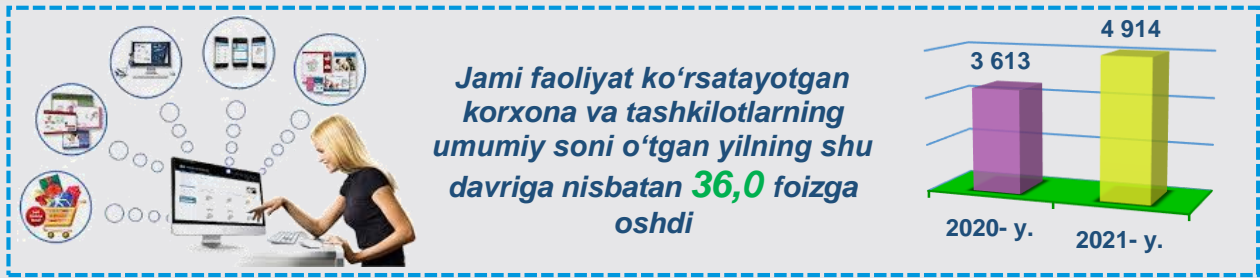 Jami faoliyat ko‘rsatayotgan
korxona va tashkilotlarning
umumiy soni o‘tgan yilning shu
davriga nisbatan 36,0 foizga
oshdi
4 914
3 613
2020- y.
2021- y.